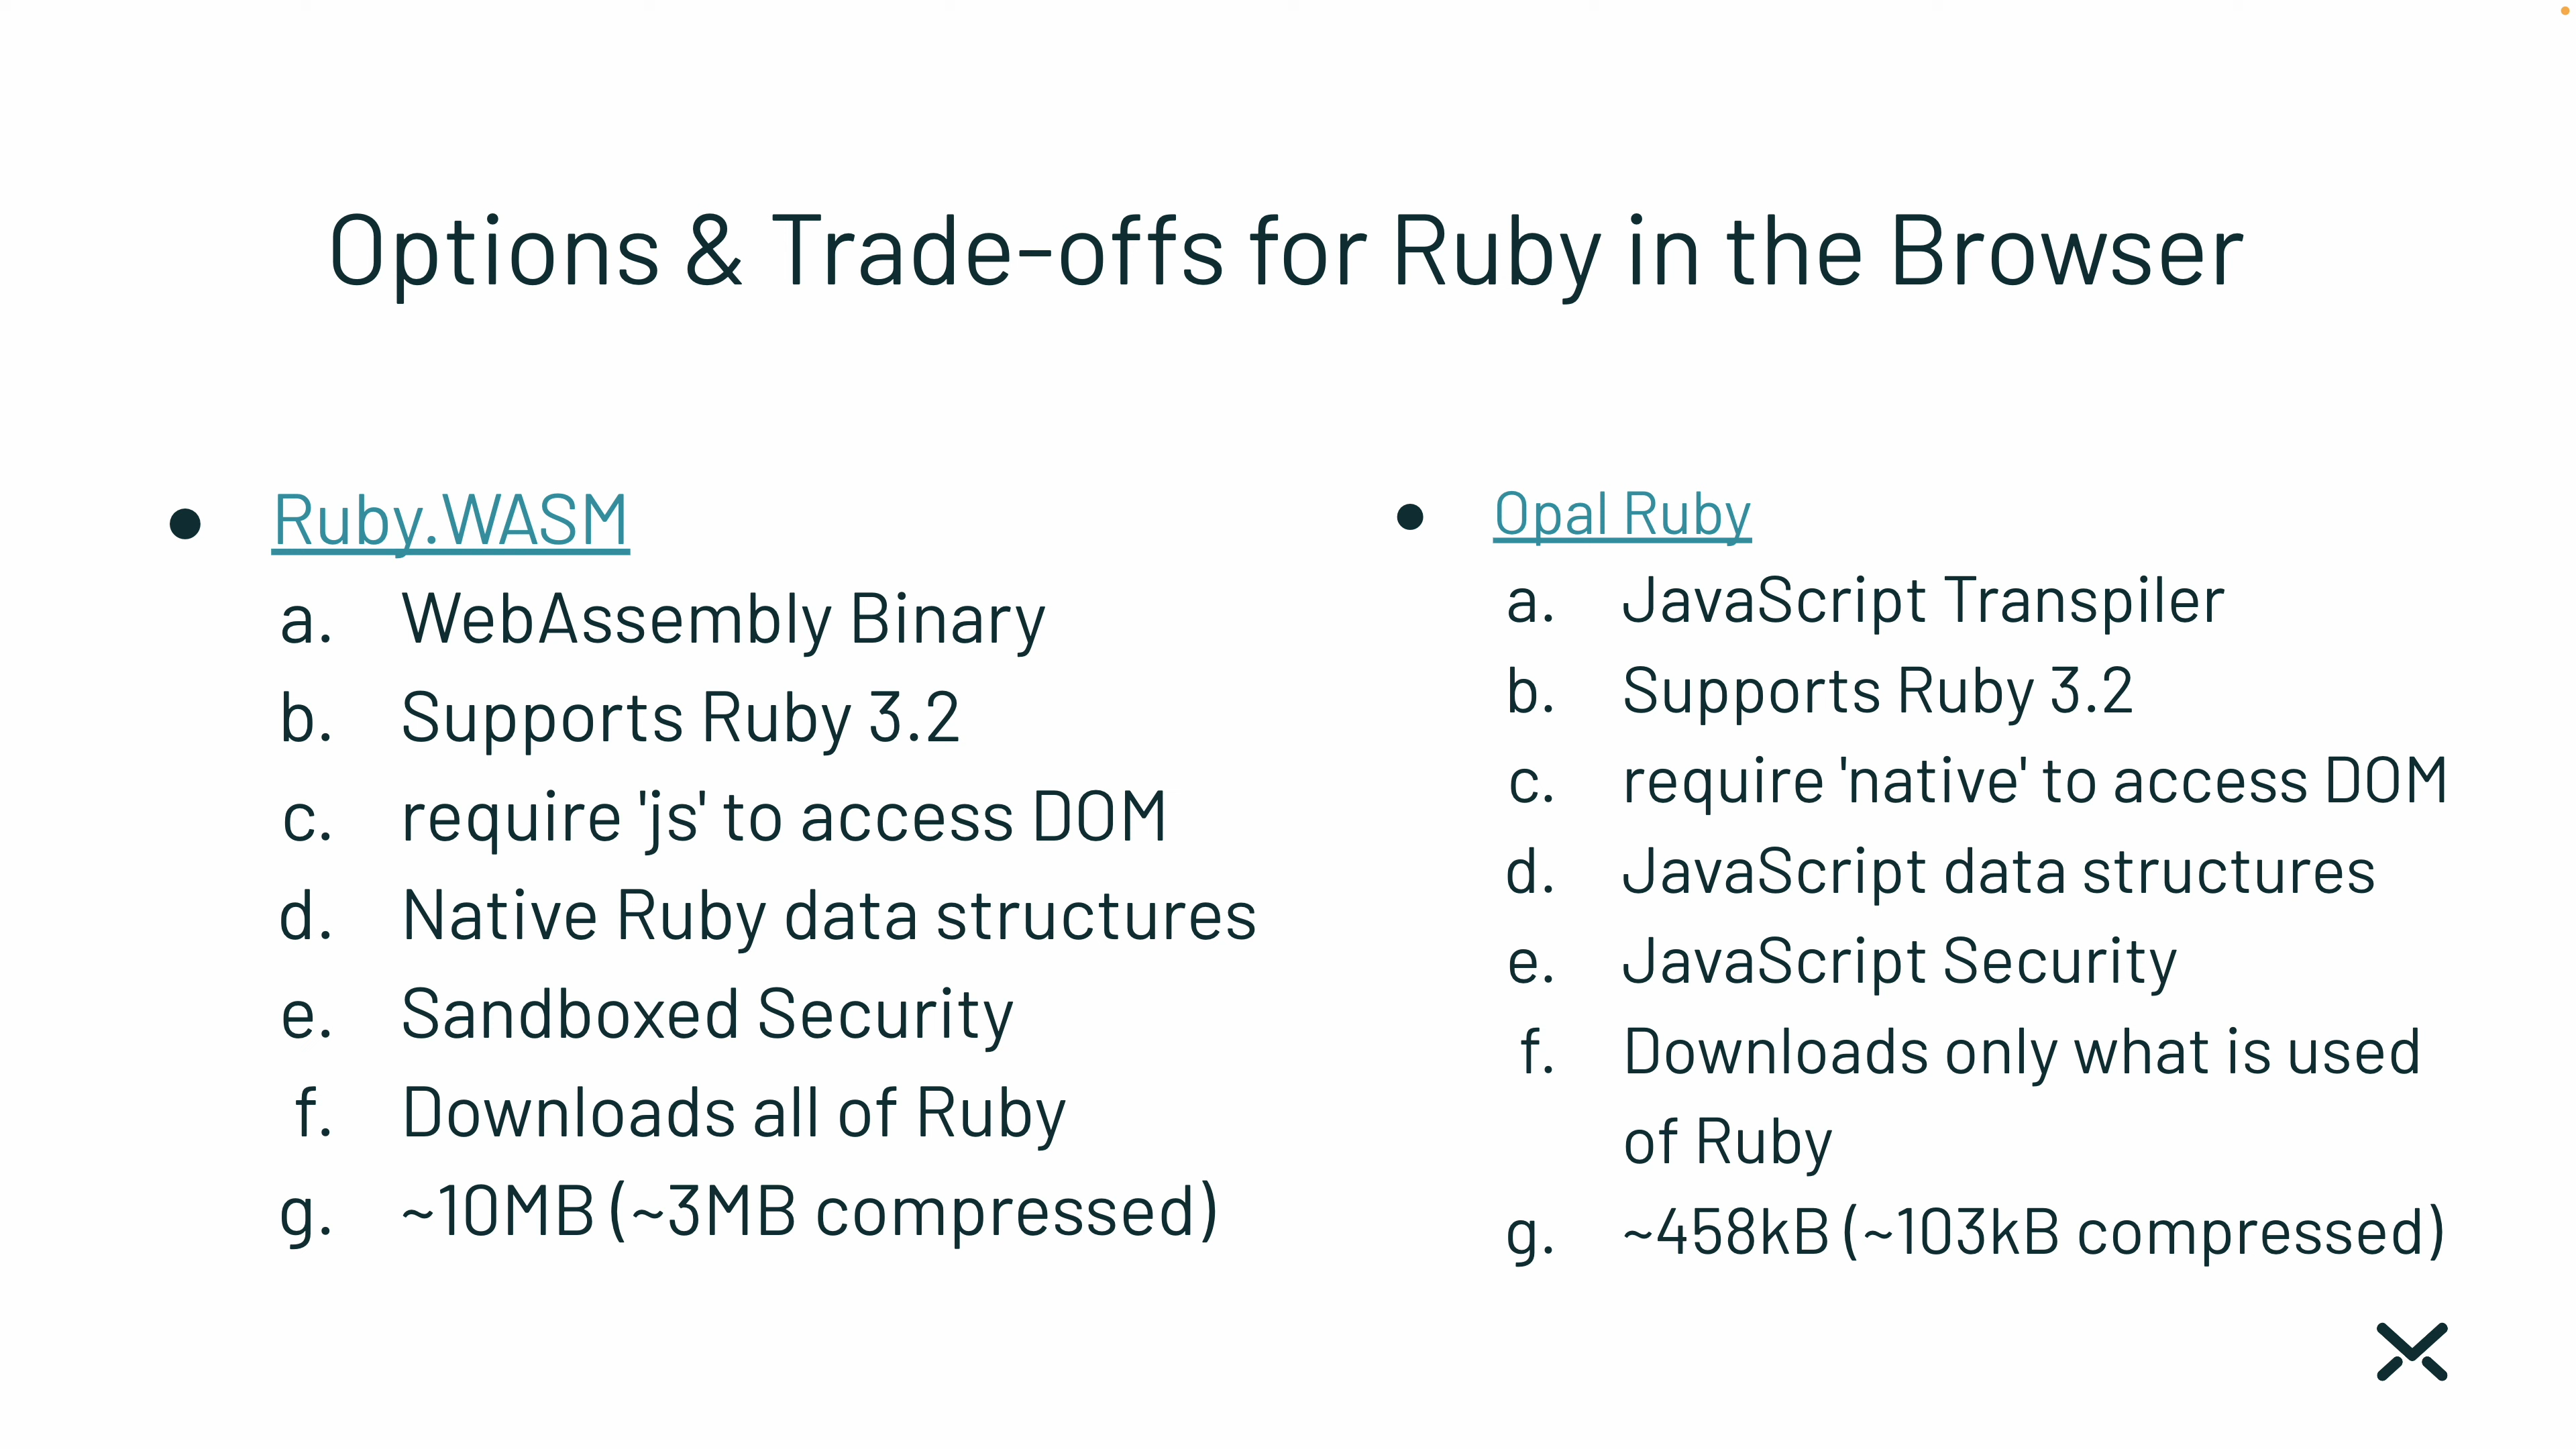 Options & Trade-offs for Ruby in the Browser
● Ruby.WASM
a. WebAssembly Binary
b. Supports Ruby 3.2
c. require 'js' to access DOM
d. Native Ruby data structures
e. Sandboxed Security
f. Downloads all of Ruby
g. ~10MB (~3MB compressed)
● Opal Ruby
a. JavaScript Transpiler
b. Supports Ruby 3.2
c. require 'native' to access DOM
d. JavaScript data structures
e. JavaScript Security
f. Downloads only what is used
of Ruby
g. ~458kB (~103kB compressed)